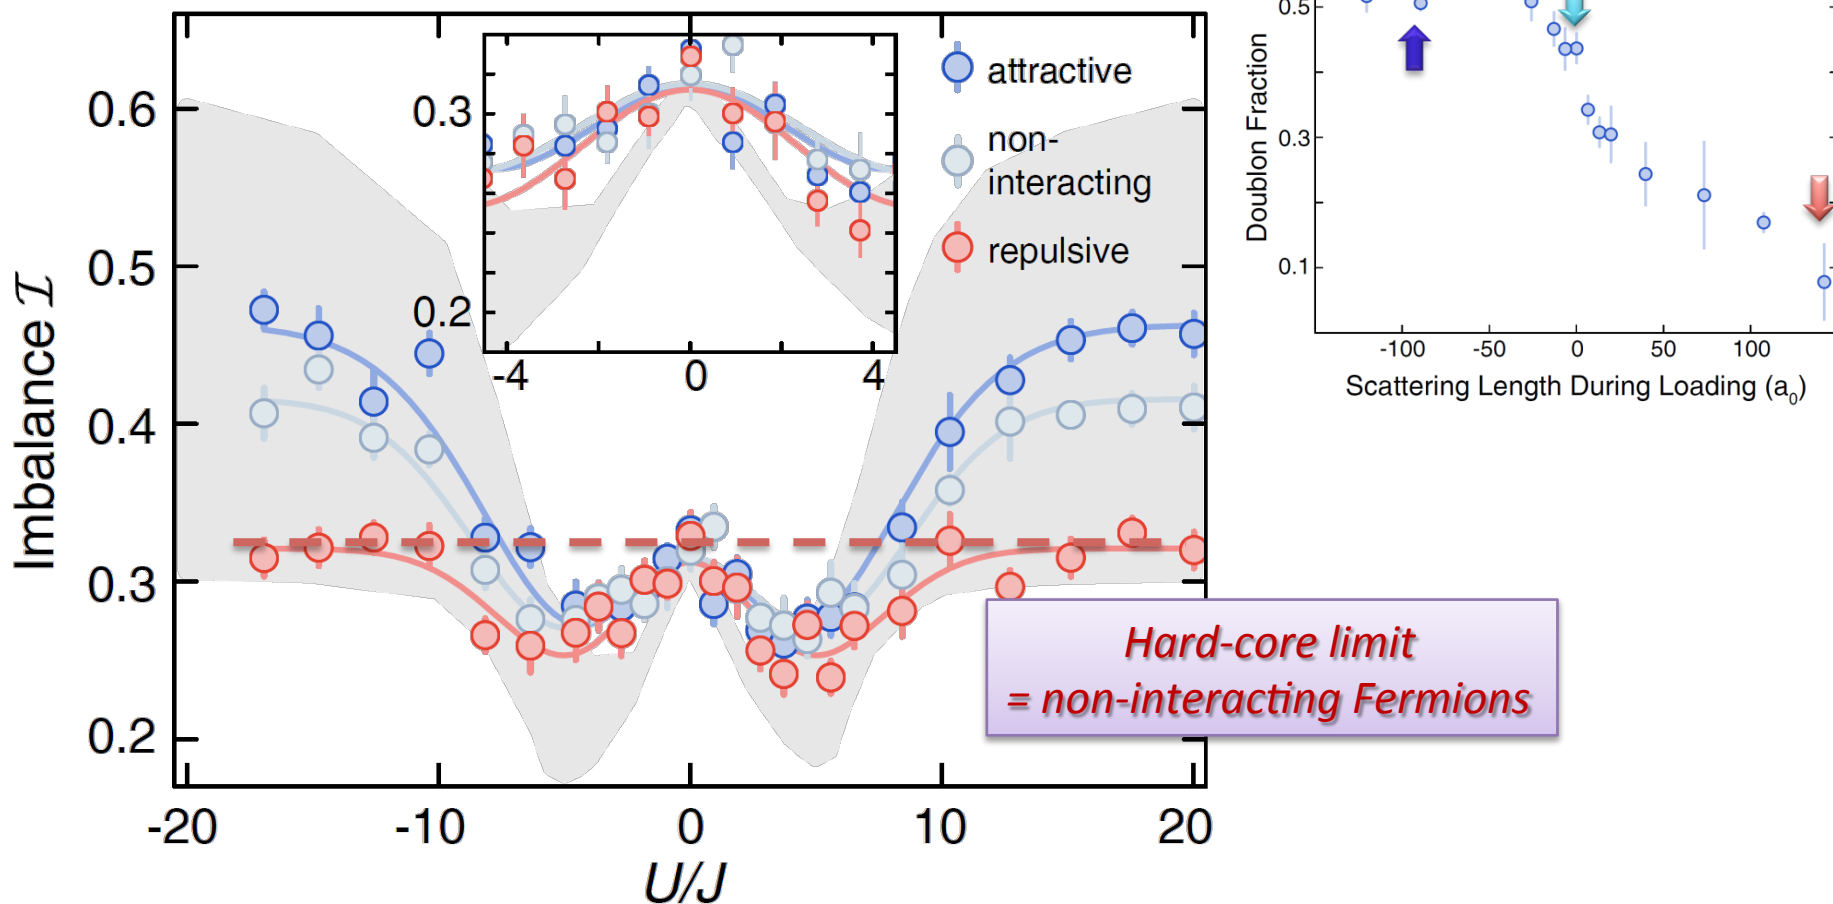 Imbalance ℐ
0.6
0.5
0.4
0.3
0.2
-20
-10
0
10
20
U/J
0.3
0.2
-4
0
4
attractive
non-
interacting
repulsive
Hard-core limit
= non-interacting Fermions
Doublon Fraction
0.5
0.3
0.1
-100
-50
0
50
100
Scattering Length During Loading (a₀)